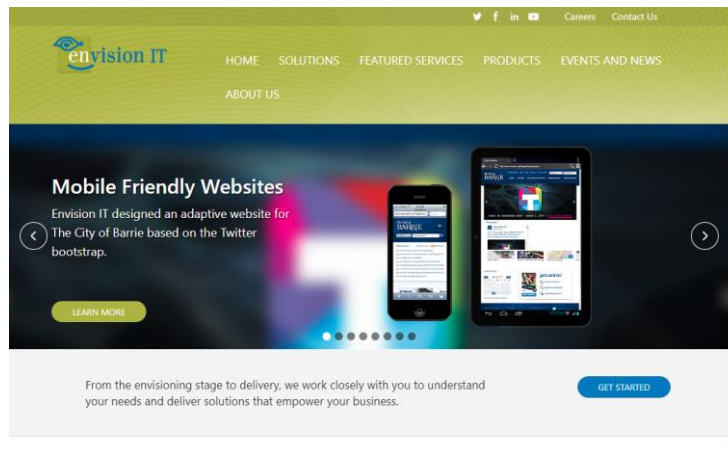 Careers Contact Us
envision IT
HOME SOLUTIONS FEATURED SERVICES PRODUCTS EVENTS AND NEWS
ABOUT US
Mobile Friendly Websites
Envision IT designed an adaptive website for
The City of Barrie based on the Twitter
bootstrap.
BARRIE
BARRIE
LEARN MORE
From the envisioning stage to delivery, we work closely with you to understand
your needs and deliver solutions that empower your business.
GET STARTED